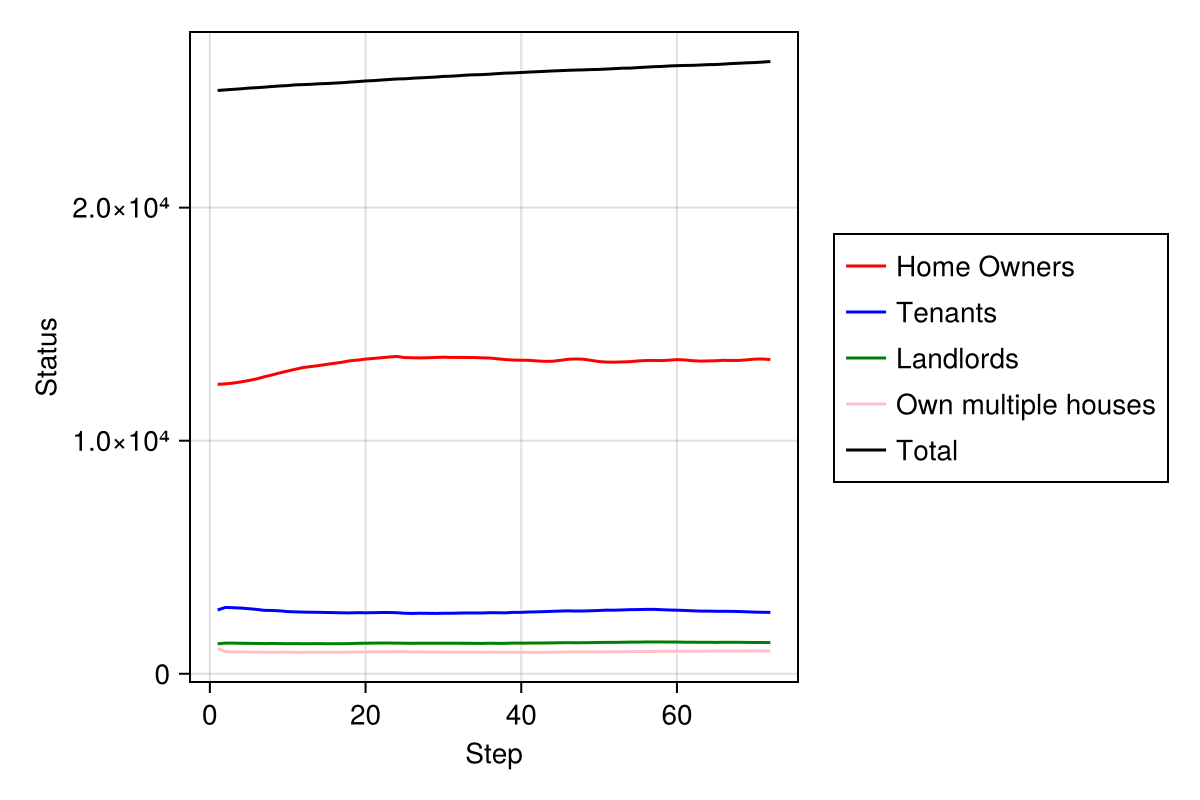 Status
2.0×10⁴
1.0×10⁴
0
0 20 40 60
Step
Home Owners
Tenants
Landlords
Own multiple houses
Total